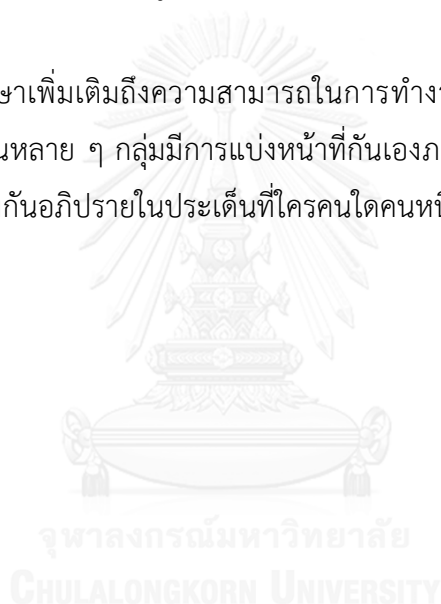 ษาเพิ่มเติมถึงความสามารถในการทำงา
นหลาย ๆ กลุ่มมีการแบ่งหน้าที่กันเองภ
กันอภิปรายในประเด็นที่ใครคนใดคนหนึ
จุฬาลงกรณ์มหาวิทยาลัย
CHULALONGKORN UNIVERSITY